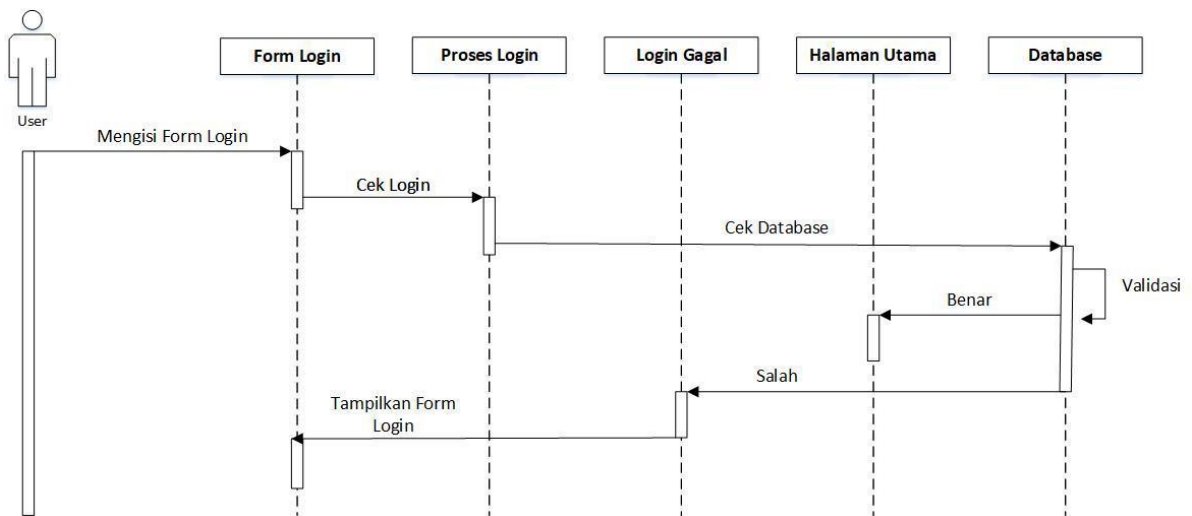 User
Form Login
Proses Login
Login Gagal
Halaman Utama
Database
Mengisi Form Login
Cek Login
Cek Database
Validasi
Benar
Salah
Tampilkan Form
Login